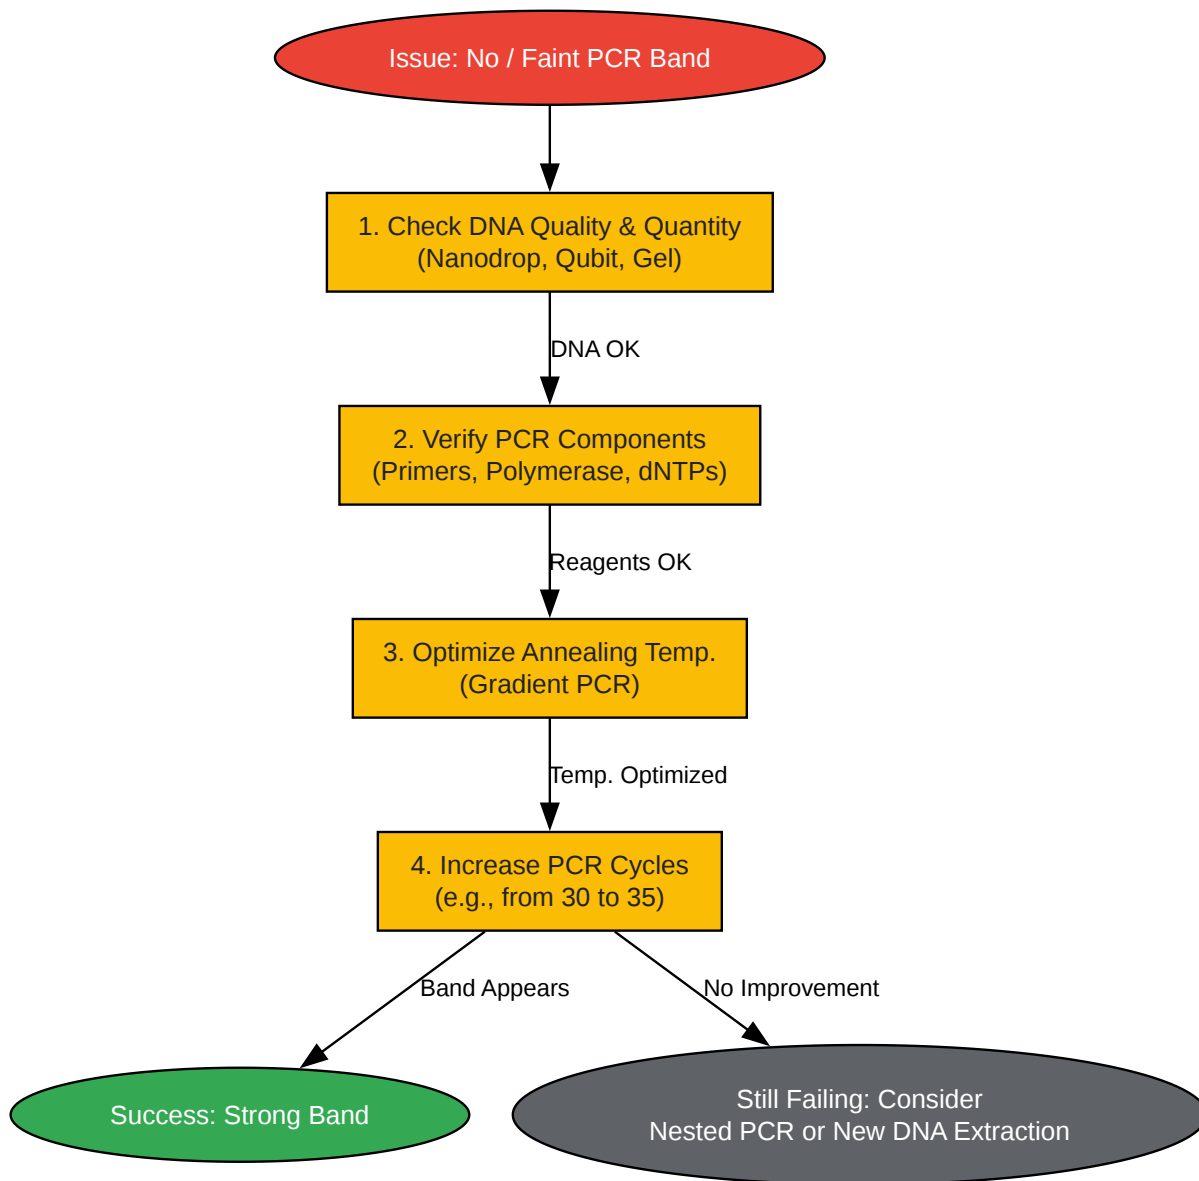 Issue: No / Faint PCR Band
1. Check DNA Quality & Quantity
(Nanodrop, Qubit, Gel)
DNA OK
2. Verify PCR Components
(Primers, Polymerase, dNTPs)
Reagents OK
3. Optimize Annealing Temp.
(Gradient PCR)
Temp. Optimized
4. Increase PCR Cycles
(e.g., from 30 to 35)
Band Appears
No Improvement
Success: Strong Band
Still Failing: Consider
Nested PCR or New DNA Extraction